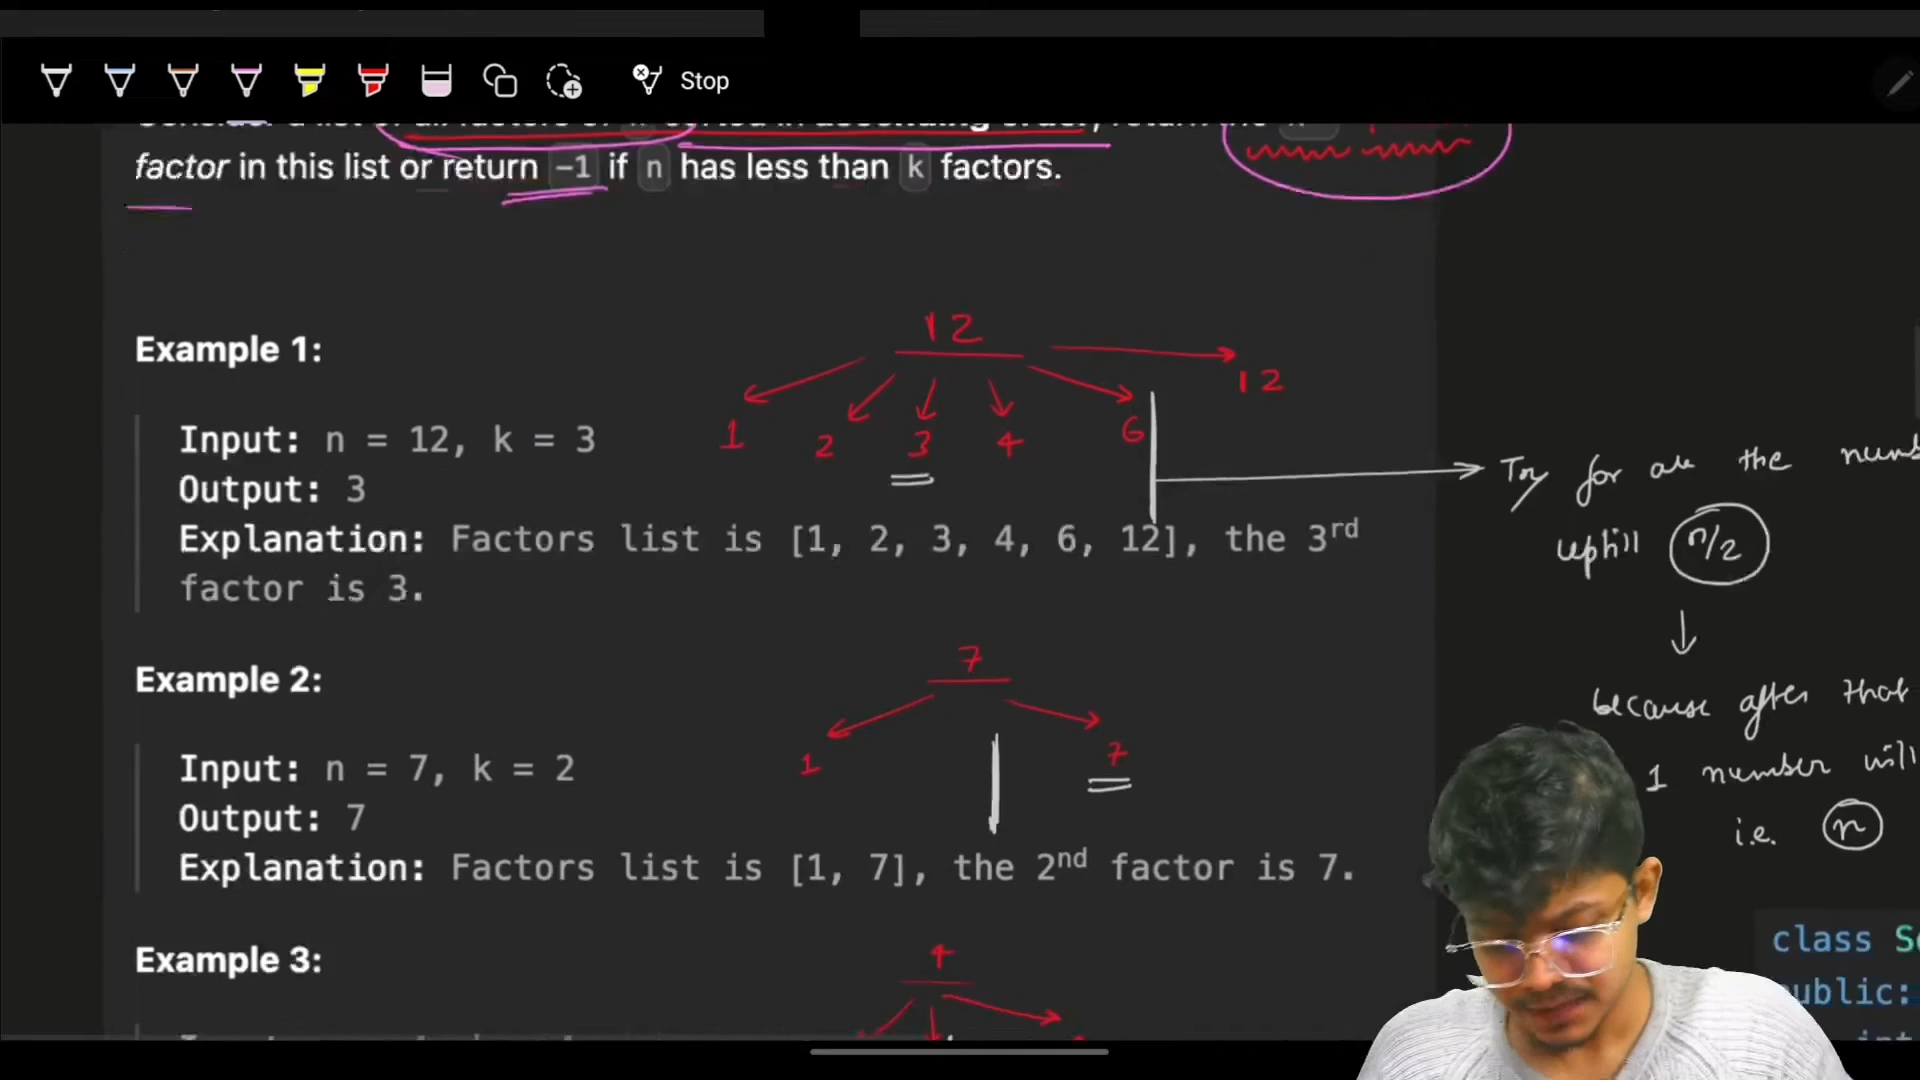 Stop
factor in this list or return -1 if n has less than k factors.
Example 1:
12
12
1 2 3 4 6
Input: n = 12, k = 3
Output: 3
Explanation: Factors list is [1, 2, 3, 4, 6, 12], the 3rd
factor is 3.
Try for all the
uptill n/2
because after that
1 number will
i.e. n
Example 2:
7
1 7
Input: n = 7, k = 2
Output: 7
Explanation: Factors list is [1, 7], the 2nd factor is 7.
Example 3:
4
class
public:
int